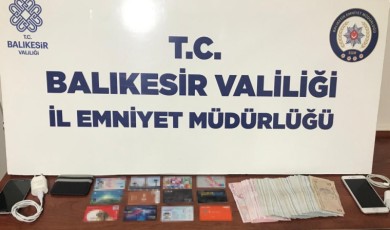 T.C.
BALIKESİR
VALİLİĞİ
T.C.
BALIKESİR VALİLİĞİ
İL EMNİYET MÜDÜRLÜĞÜ